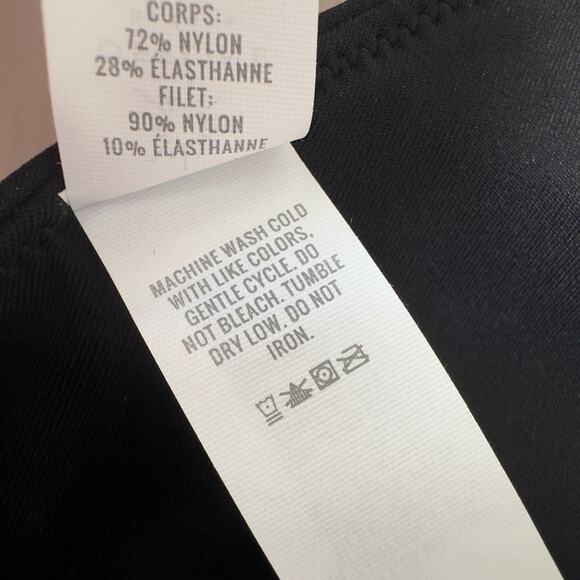 CORPS:
72% NYLON
28% ÉLASTHANNE
FILET:
90% NYLON
10% ÉLASTHANNE
MACHINE WASH COLD
WITH LIKE COLORS,
GENTLE CYCLE. DO
NOT BLEACH. TUMBLE
DRY LOW. DO NOT
IRON.